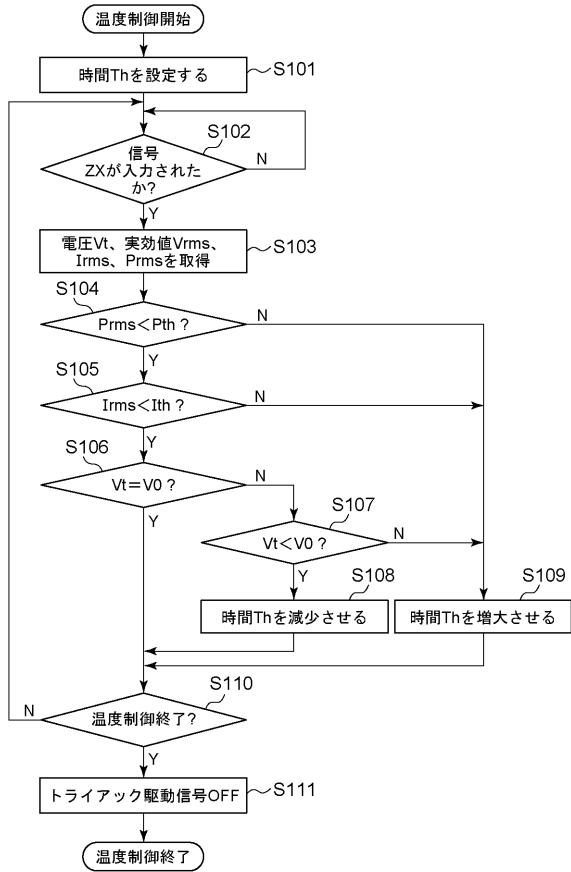 温度制御開始
時間Thを設定する
S101
S102
信号
ZXが入力された
か?
N
Y
電圧Vt、実効値Vrms、
Irms、Prmsを取得
S103
S104
Prms<Pth ?
N
Y
S105
Irms<Ith ?
N
Y
S106
Vt=V0 ?
N
Y
S107
Vt<V0 ?
N
Y
S108
時間Thを減少させる
S109
時間Thを増大させる
S110
温度制御終了?
N
Y
トライアック駆動信号OFF
S111
温度制御終了